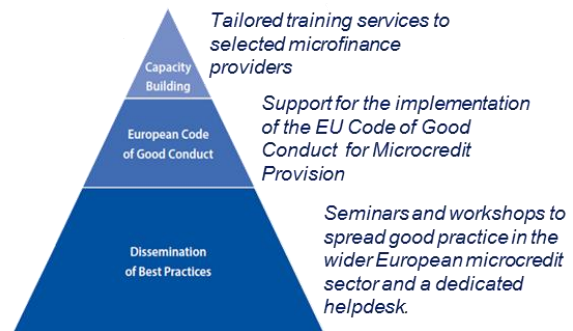 Tailored training services to
selected microfinance
providers
Capacity
Building
Support for the implementation
of the EU Code of Good
Conduct for Microcredit
Provision
European Code
of Good Conduct
Seminars and workshops to
spread good practice in the
wider European microcredit
sector and a dedicated
helpdesk.
Dissemination
of Best Practices